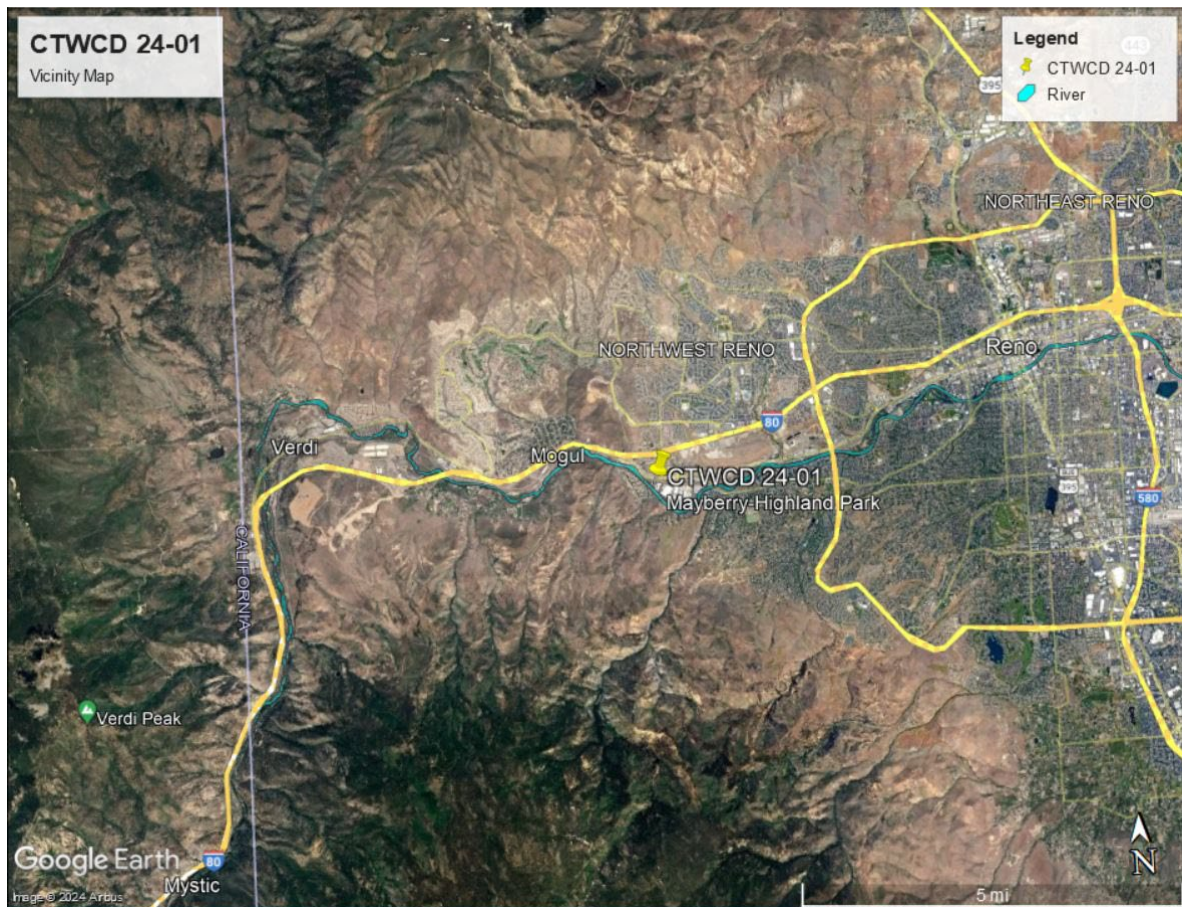 CTWCD 24-01
Vicinity Map
Legend
443
CTWCD 24-01
River
395
NORTHEAST RENO
NORTHWEST RENO
Reno
80
Verdi
Mogul
CTWCD 24-01
Mayberry-Highland Park
395
580
CALIFORNIA
Verdi Peak
Google Earth
80
Mystic
N
Image © 2024 Airbus
5 mi